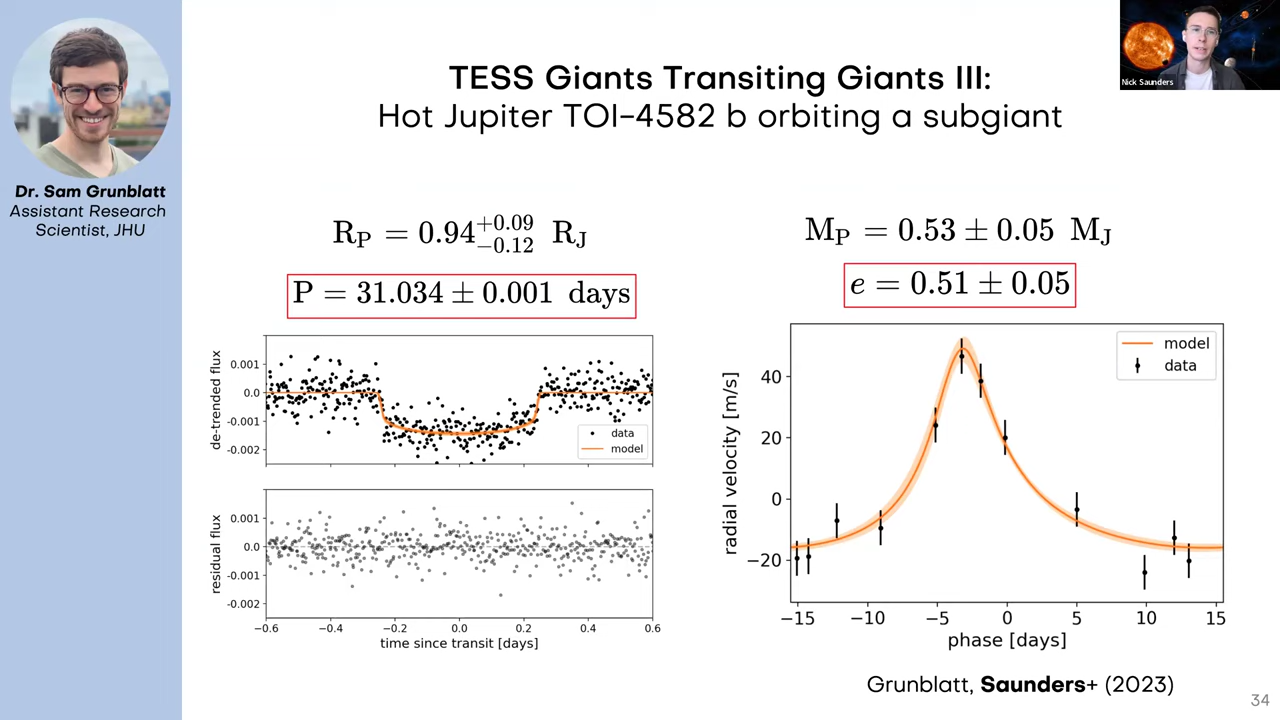 Nick Saunders
Dr. Sam Grunblatt
Assistant Research
Scientist, JHU
TESS Giants Transiting Giants III:
Hot Jupiter TOI-4582 b orbiting a subgiant
R_P = 0.94^{+0.09}_{-0.12} R_J
P = 31.034 ± 0.001 days
M_P = 0.53 ± 0.05 M_J
e = 0.51 ± 0.05
de-trended flux
0.001
0.0
-0.001
-0.002
data
model
residual flux
0.001
0.0
-0.001
-0.002
−0.6 −0.4 −0.2 0.0 0.2 0.4 0.6
time since transit [days]
radial velocity [m/s]
40
20
0
−20
model
data
−15 −10 −5 0 5 10 15
phase [days]
Grunblatt, Saunders+ (2023)
34